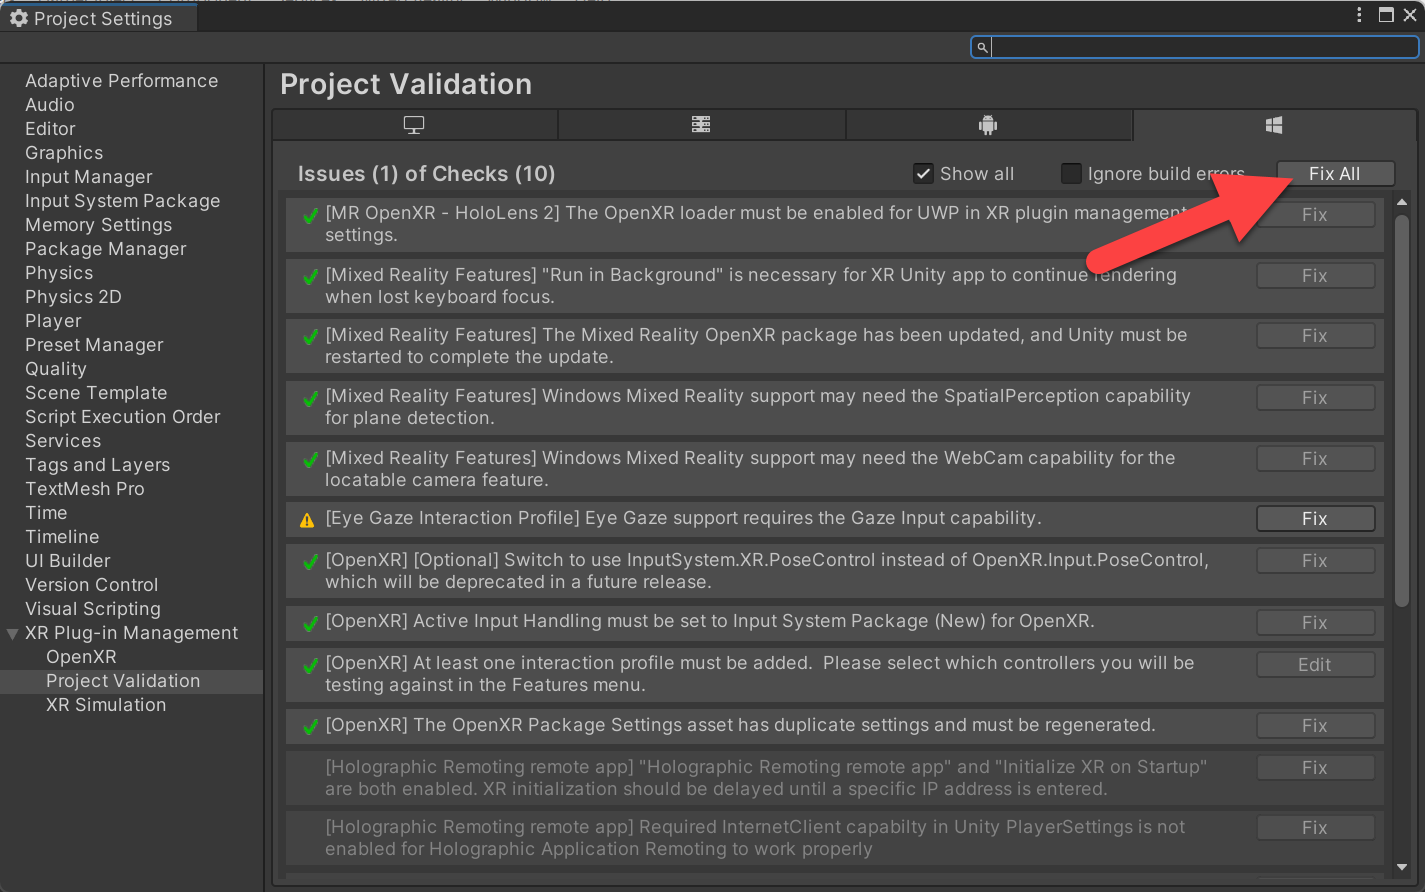 Project Settings
Adaptive Performance
Audio
Editor
Graphics
Input Manager
Input System Package
Memory Settings
Package Manager
Physics
Physics 2D
Player
Preset Manager
Quality
Scene Template
Script Execution Order
Services
Tags and Layers
TextMesh Pro
Time
Timeline
UI Builder
Version Control
Visual Scripting
XR Plug-in Management
OpenXR
Project Validation
XR Simulation
Project Validation
Issues (1) of Checks (10)
Show all
Ignore build errors
Fix All
[MR OpenXR - HoloLens 2] The OpenXR loader must be enabled for UWP in XR plugin management
settings.
Fix
[Mixed Reality Features] "Run in Background" is necessary for XR Unity app to continue rendering
when lost keyboard focus.
Fix
[Mixed Reality Features] The Mixed Reality OpenXR package has been updated, and Unity must be
restarted to complete the update.
Fix
[Mixed Reality Features] Windows Mixed Reality support may need the SpatialPerception capability
for plane detection.
Fix
[Mixed Reality Features] Windows Mixed Reality support may need the WebCam capability for the
locatable camera feature.
Fix
[Eye Gaze Interaction Profile] Eye Gaze support requires the Gaze Input capability.
Fix
[OpenXR] [Optional] Switch to use InputSystem.XR.PoseControl instead of OpenXR.Input.PoseControl,
which will be deprecated in a future release.
Fix
[OpenXR] Active Input Handling must be set to Input System Package (New) for OpenXR.
Fix
[OpenXR] At least one interaction profile must be added.  Please select which controllers you will be
testing against in the Features menu.
Edit
[OpenXR] The OpenXR Package Settings asset has duplicate settings and must be regenerated.
Fix
[Holographic Remoting remote app] "Holographic Remoting remote app" and "Initialize XR on Startup"
are both enabled. XR initialization should be delayed until a specific IP address is entered.
Fix
[Holographic Remoting remote app] Required InternetClient capabilty in Unity PlayerSettings is not
enabled for Holographic Application Remoting to work properly
Fix